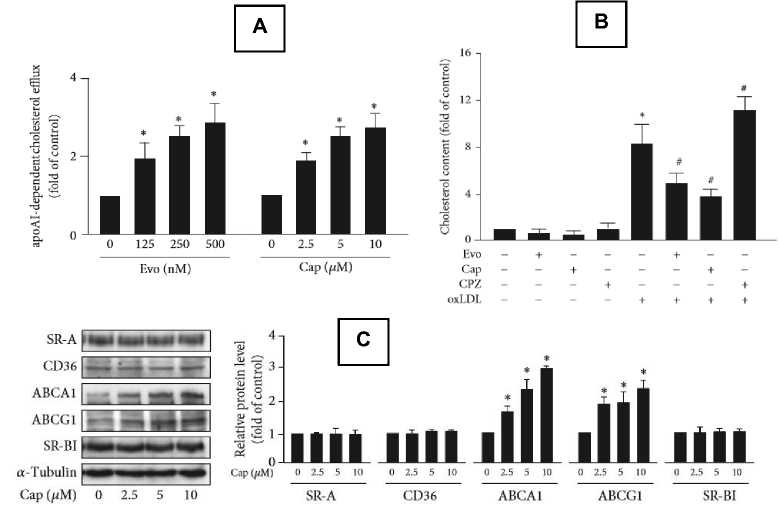 A
apoAI-dependent cholesterol efflux
(fold of control)
4
2
0
* * * * * *
0 125 250 500 0 2.5 5 10
Evo (nM) Cap (μM)
B
Cholesterol content (fold of control)
16
12
8
4
0
* # # #
Evo – + – – – + – –
Cap – – + – – – + –
CPZ – – – + – – – +
oxLDL – – – – + + + +
C
SR-A
CD36
ABCA1
ABCG1
SR-BI
α-Tubulin
Cap (μM) 0 2.5 5 10
Relative protein level
(fold of control)
4
3
2
1
0
* * * * * *
Cap (μM) 0 2.5 5 10 0 2.5 5 10 0 2.5 5 10 0 2.5 5 10 0 2.5 5 10
SR-A CD36 ABCA1 ABCG1 SR-BI